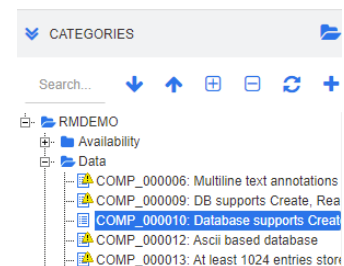 CATEGORIES
Search...
RMDEMO
Availability
Data
COMP_000006: Multiline text annotations
COMP_000009: DB supports Create, Rea
COMP_000010: Database supports Creat
COMP_000012: Ascii based database
COMP_000013: At least 1024 entries store